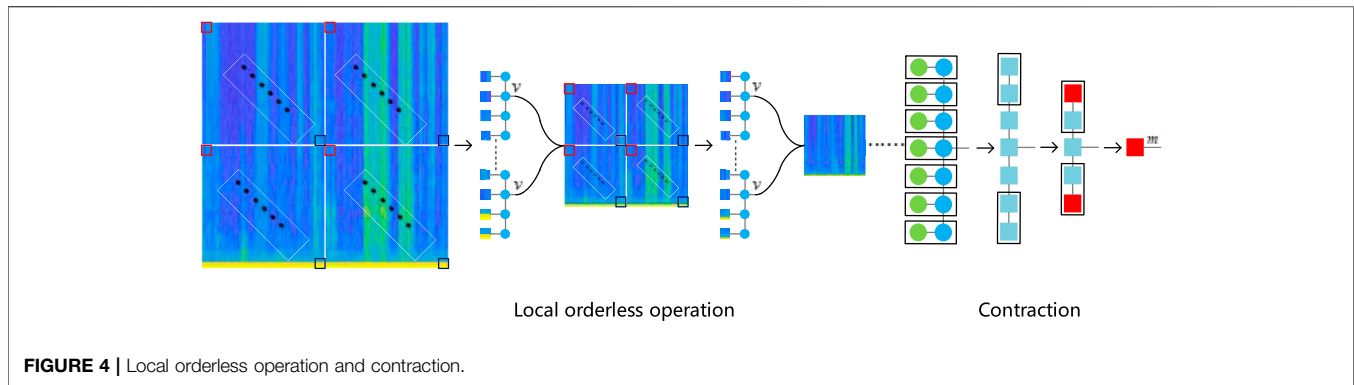 v
v
v
v
m
Local orderless operation
Contraction
FIGURE 4 | Local orderless operation and contraction.